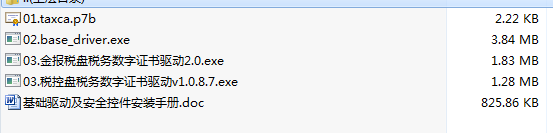 01.taxca.p7b 2.22 KB
02.base_driver.exe 3.84 MB
03.金报税盘税务数字证书驱动2.0.exe 1.83 MB
03.税控盘税务数字证书驱动v1.0.8.7.exe 1.28 MB
基础驱动及安全控件安装手册.doc 825.86 KB